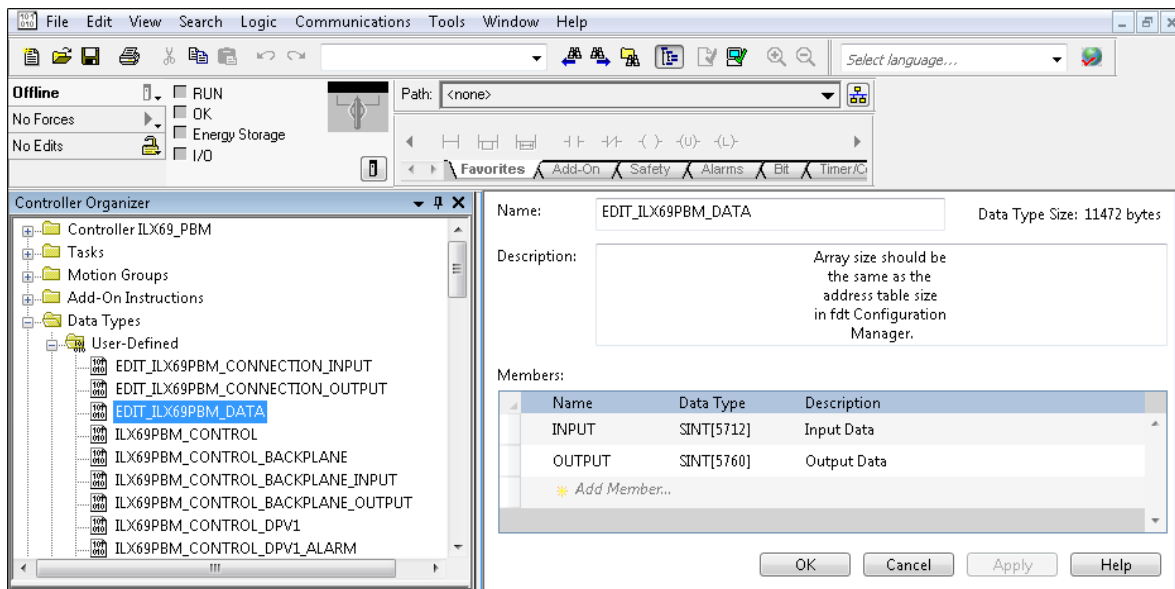 File Edit View Search Logic Communications Tools Window Help
Select language...
Offline
RUN
Path: <none>
No Forces
OK
Energy Storage
No Edits
I/O
Favorites Add-On Safety Alarms Bit Timer/C
Controller Organizer
Controller ILX69_PBM
Tasks
Motion Groups
Add-On Instructions
Data Types
User-Defined
EDIT_ILX69PBM_CONNECTION_INPUT
EDIT_ILX69PBM_CONNECTION_OUTPUT
EDIT_ILX69PBM_DATA
ILX69PBM_CONTROL
ILX69PBM_CONTROL_BACKPLANE
ILX69PBM_CONTROL_BACKPLANE_INPUT
ILX69PBM_CONTROL_BACKPLANE_OUTPUT
ILX69PBM_CONTROL_DPV1
ILX69PBM_CONTROL_DPV1_ALARM
Name: EDIT_ILX69PBM_DATA Data Type Size: 11472 bytes
Description: Array size should be
the same as the
address table size
in fdt Configuration
Manager.
Members:
Name Data Type Description
INPUT SINT[5712] Input Data
OUTPUT SINT[5760] Output Data
Add Member...
OK Cancel Apply Help